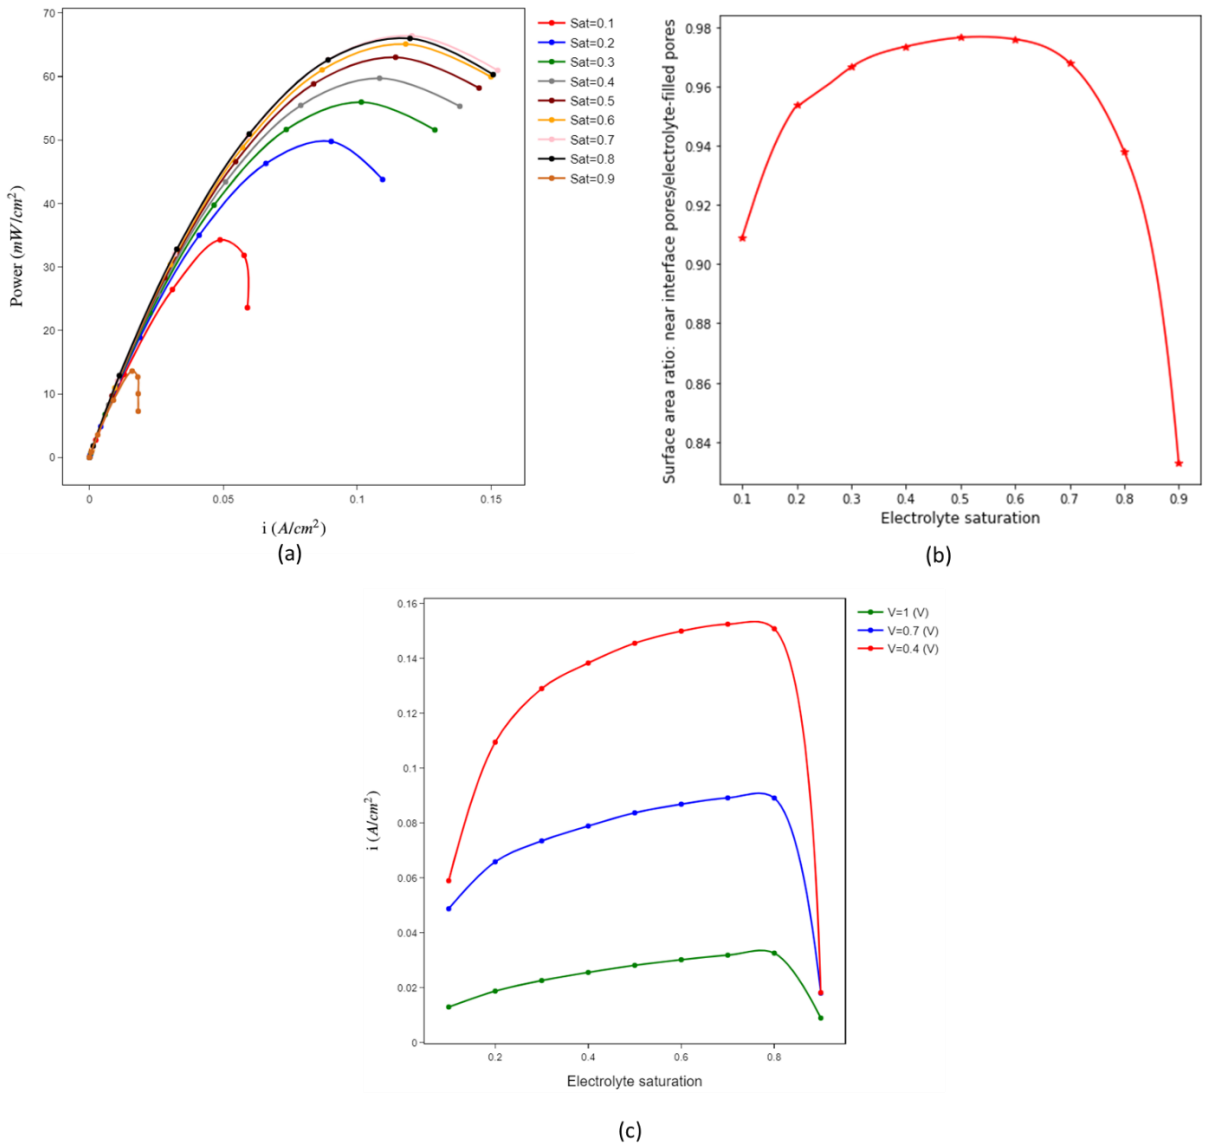 70
60
50
40
30
20
10
0
Power (mW/cm²)
0
0.05
0.1
0.15
i (A/cm²)
Sat=0.1
Sat=0.2
Sat=0.3
Sat=0.4
Sat=0.5
Sat=0.6
Sat=0.7
Sat=0.8
Sat=0.9
(a)
0.98
0.96
0.94
0.92
0.90
0.88
0.86
0.84
Surface area ratio: near interface pores/electrolyte-filled pores
0.1 0.2 0.3 0.4 0.5 0.6 0.7 0.8 0.9
Electrolyte saturation
(b)
0.16
0.14
0.12
0.1
0.08
0.06
0.04
0.02
0
i (A/cm²)
0.2 0.4 0.6 0.8
Electrolyte saturation
V=1 (V)
V=0.7 (V)
V=0.4 (V)
(c)